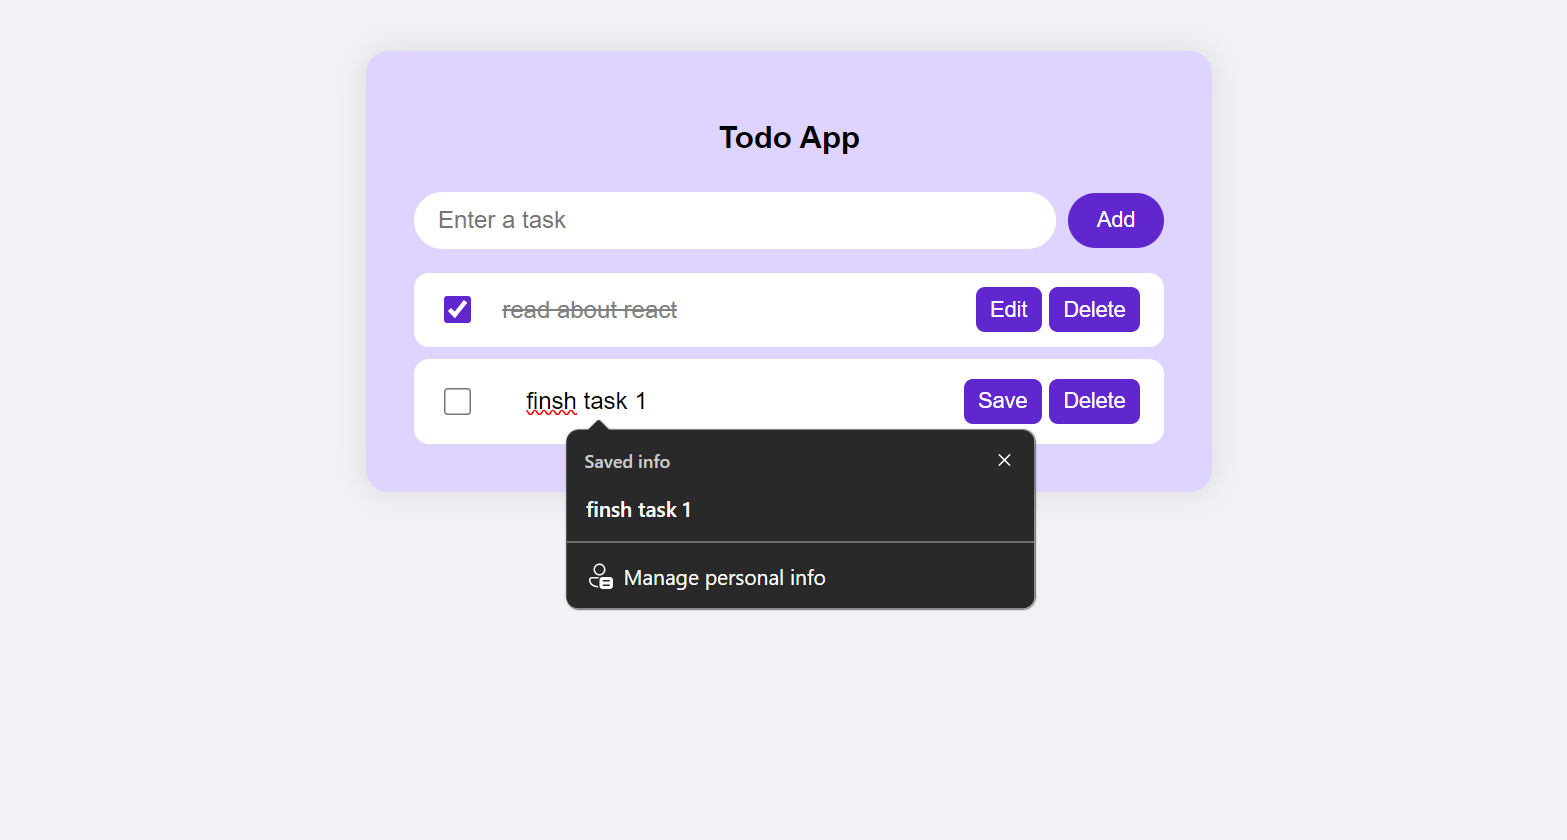 Todo App
Enter a task
Add
read about react
Edit
Delete
finsh task 1
Save
Delete
Saved info
finsh task 1
Manage personal info